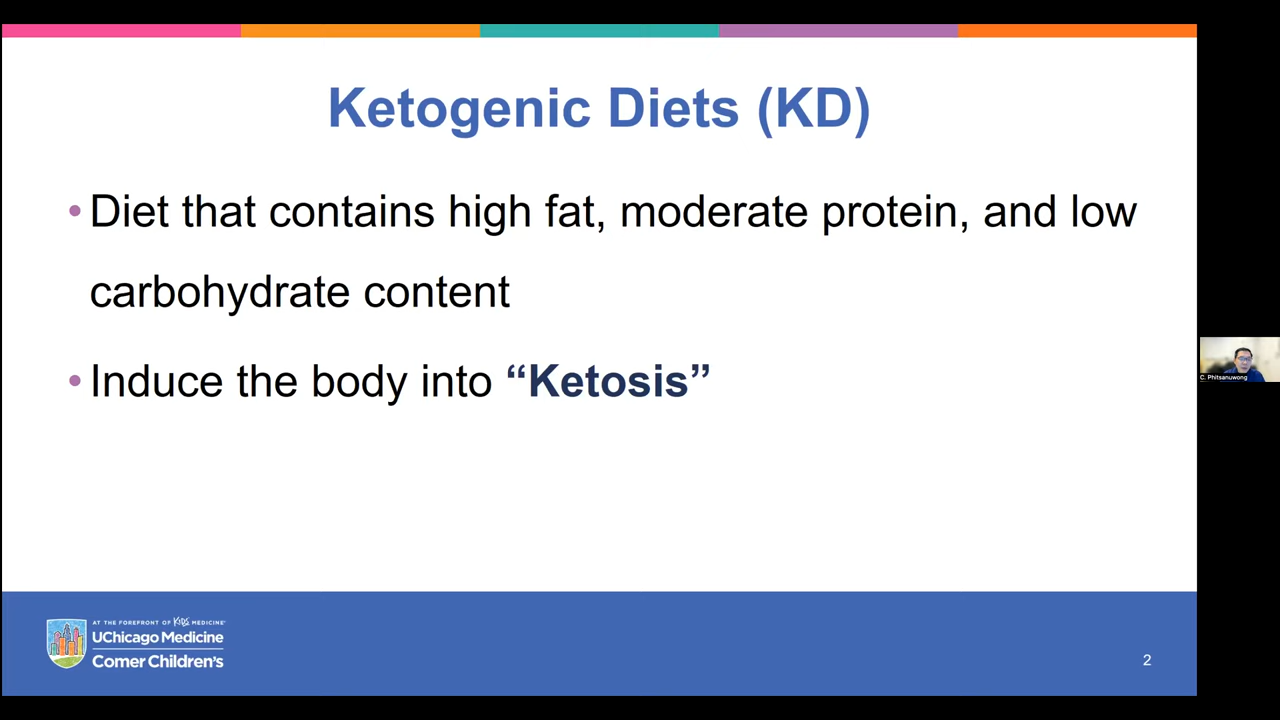 Ketogenic Diets (KD)
• Diet that contains high fat, moderate protein, and low
carbohydrate content
• Induce the body into “Ketosis”
C. Phitsanuwong
AT THE FOREFRONT OF KIDS MEDICINE®
UChicago Medicine
Comer Children's
2